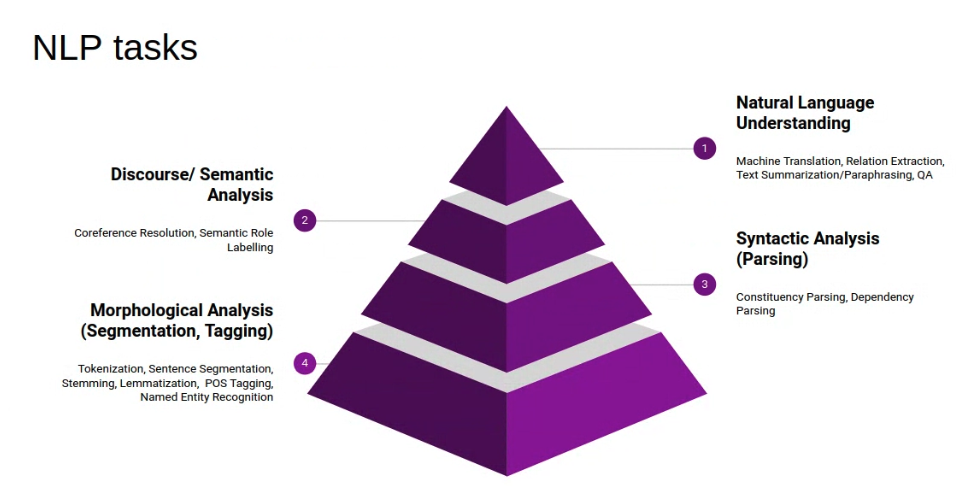 NLP tasks
Natural Language
Understanding
1
Machine Translation, Relation Extraction,
Text Summarization/Paraphrasing, QA
Discourse/ Semantic
Analysis
2
Coreference Resolution, Semantic Role
Labelling
Syntactic Analysis
(Parsing)
3
Constituency Parsing, Dependency
Parsing
Morphological Analysis
(Segmentation, Tagging)
4
Tokenization, Sentence Segmentation,
Stemming, Lemmatization,  POS Tagging,
Named Entity Recognition